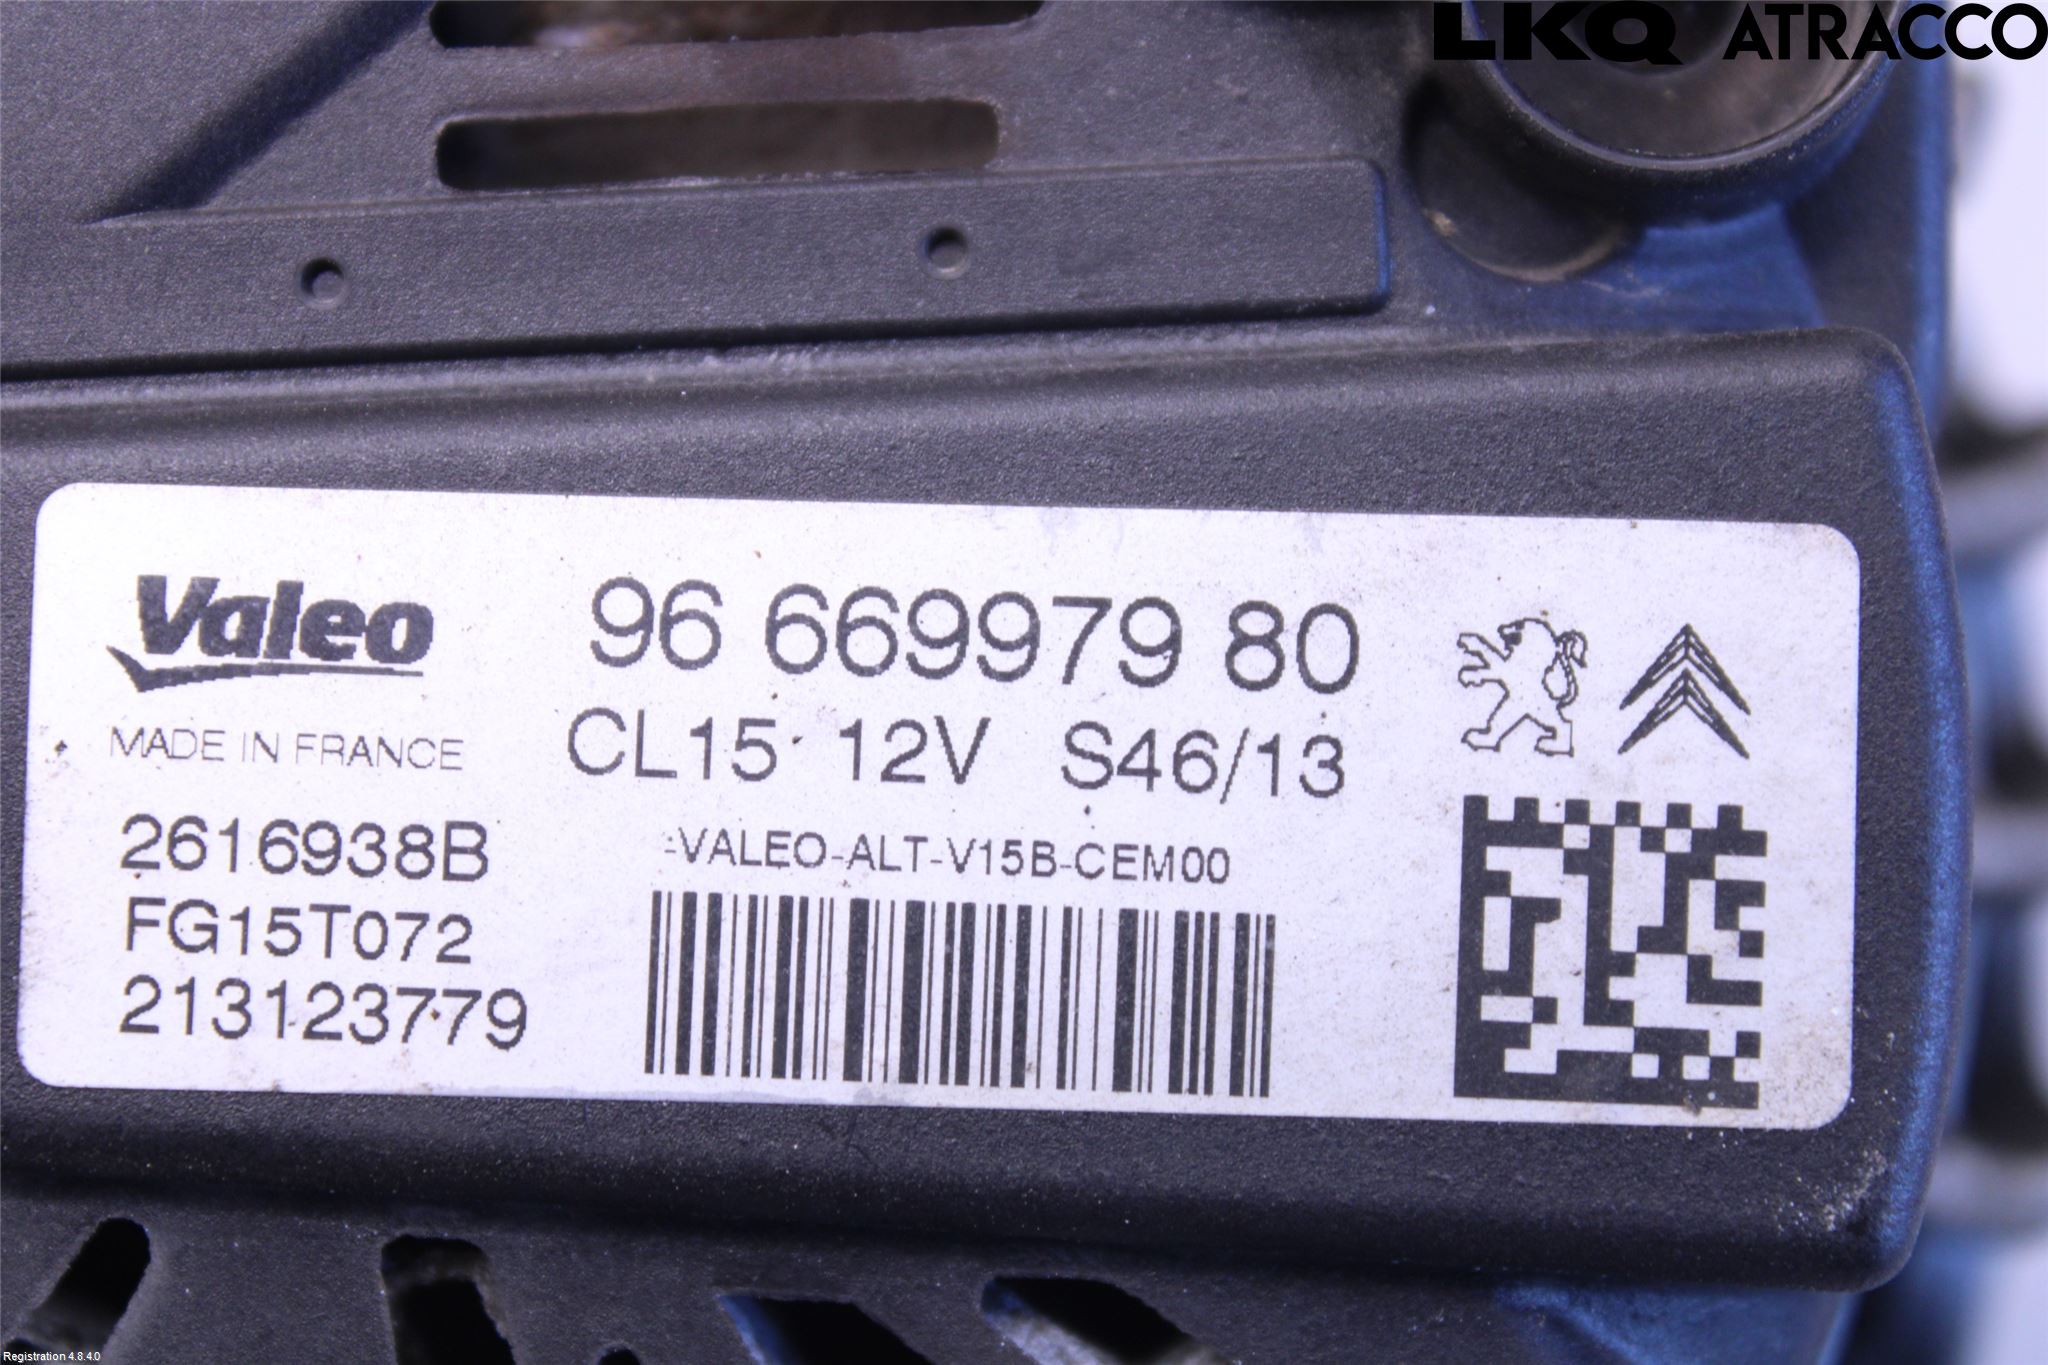 LKQ ATRACCO
Valeo
96 669979 80
MADE IN FRANCE
CL15 12V S46/13
2616938B
-VALEO-ALT-V15B-CEM00
FG15T072
213123779
Registration 4.8.4.0